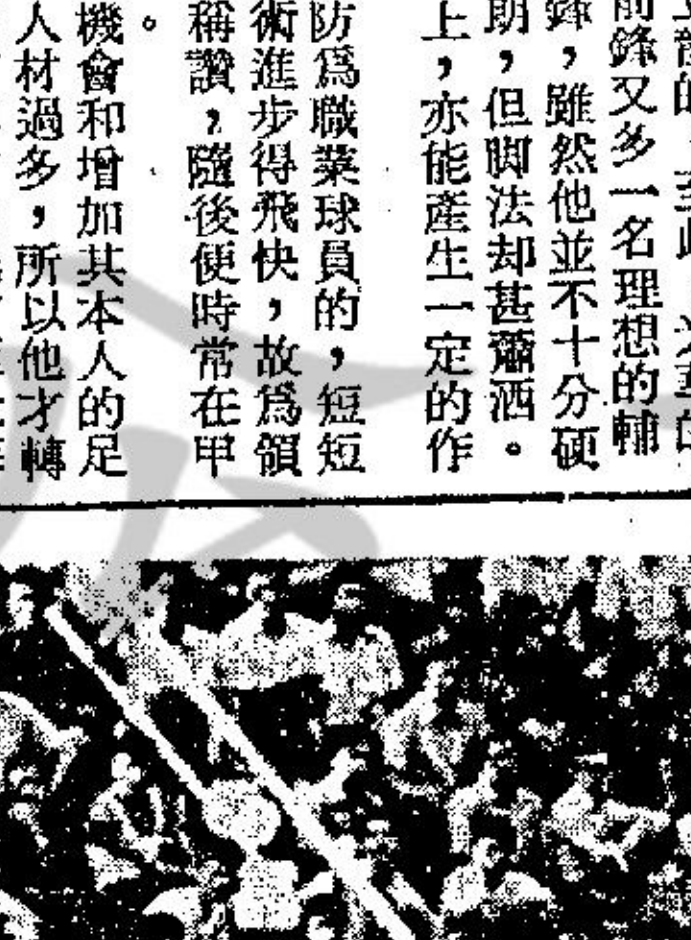 前鋒又多一名理想的輔
鋒，雖然他並不十分碩
期，但脚法却甚瀟洒。
上，亦能產生一定的作
防爲職業球員的，短短
術進步得飛快，故爲領
稱讚，隨後便時常在甲
。
機會和增加其本人的足
人材過多，所以他才轉